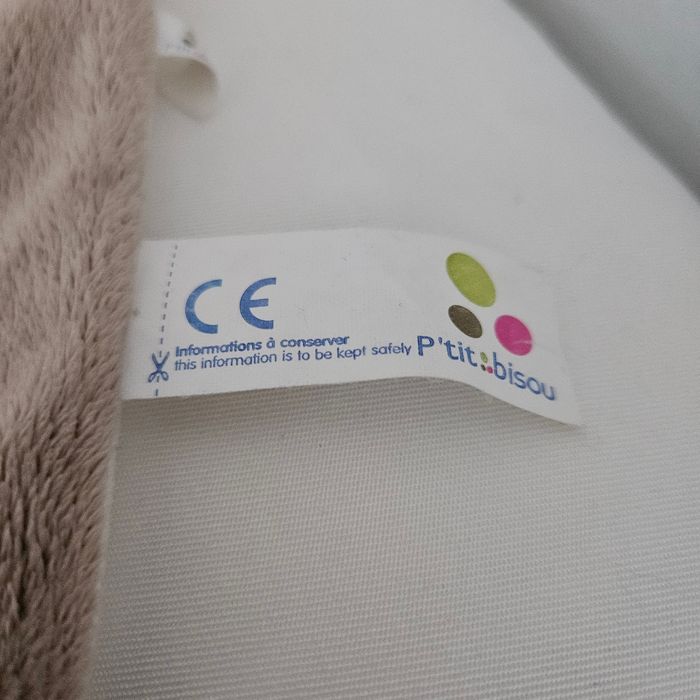 CE
Informations à conserver
this information is to be kept safely
P'tit bisou